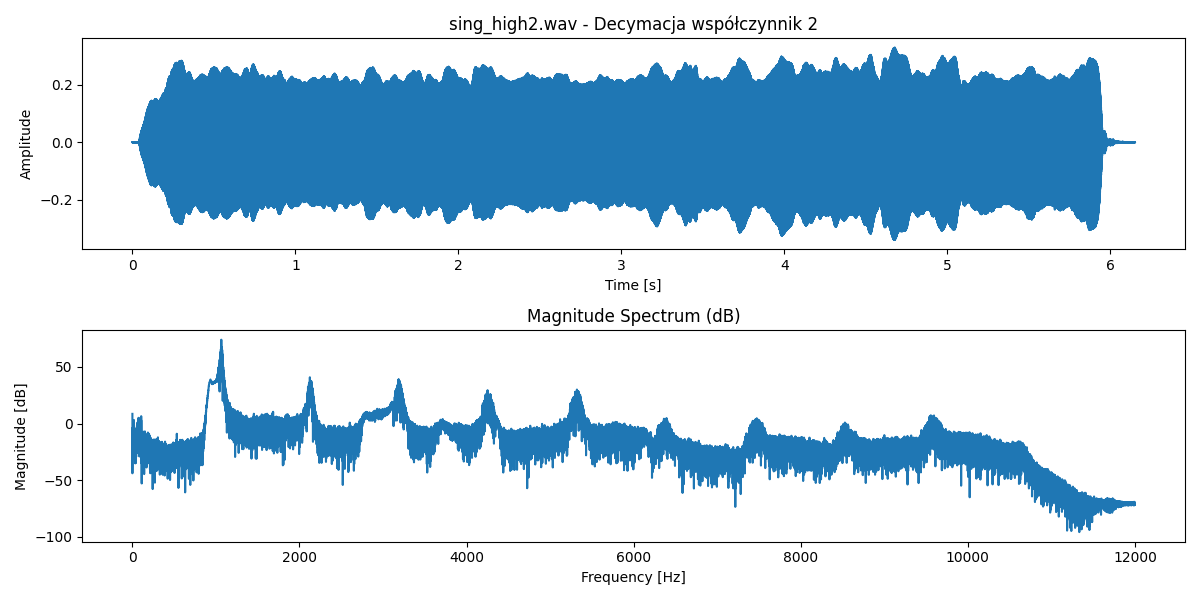 sing_high2.wav - Decymacja współczynnik 2
Amplitude
0.2
0.0
−0.2
0 1 2 3 4 5 6
Time [s]
Magnitude Spectrum (dB)
Magnitude [dB]
50
0
−50
−100
0 2000 4000 6000 8000 10000 12000
Frequency [Hz]